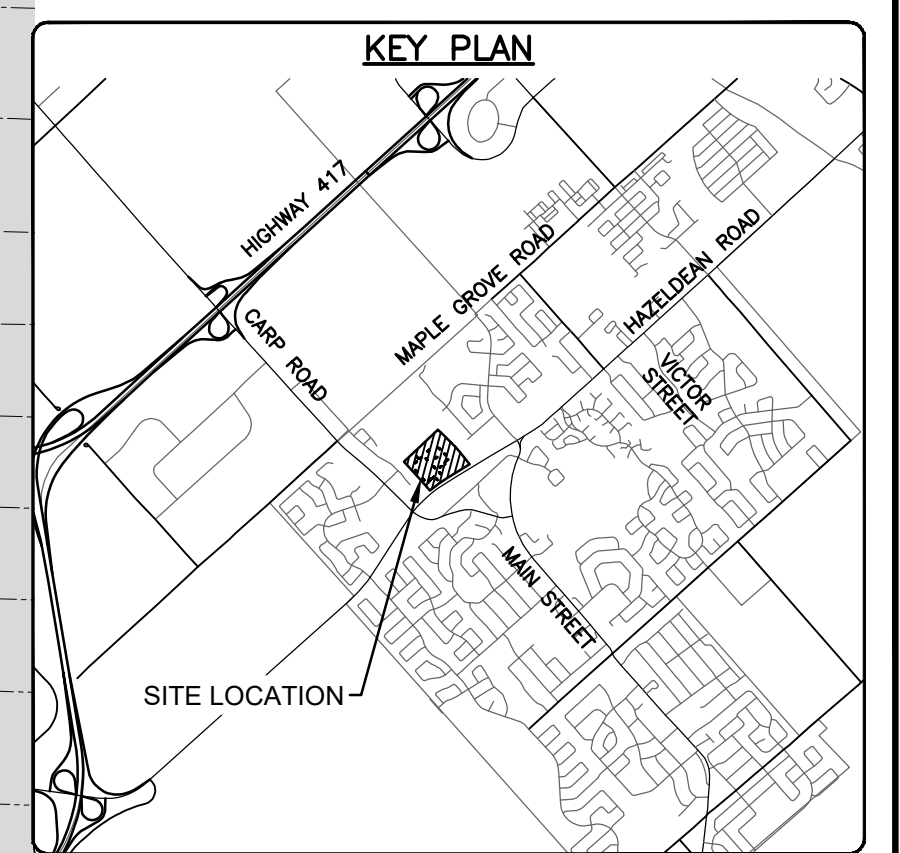 KEY PLAN
HIGHWAY 417
MAPLE GROVE ROAD
HAZELDEAN ROAD
CARP ROAD
VICTOR
STREET
MAIN STREET
SITE LOCATION